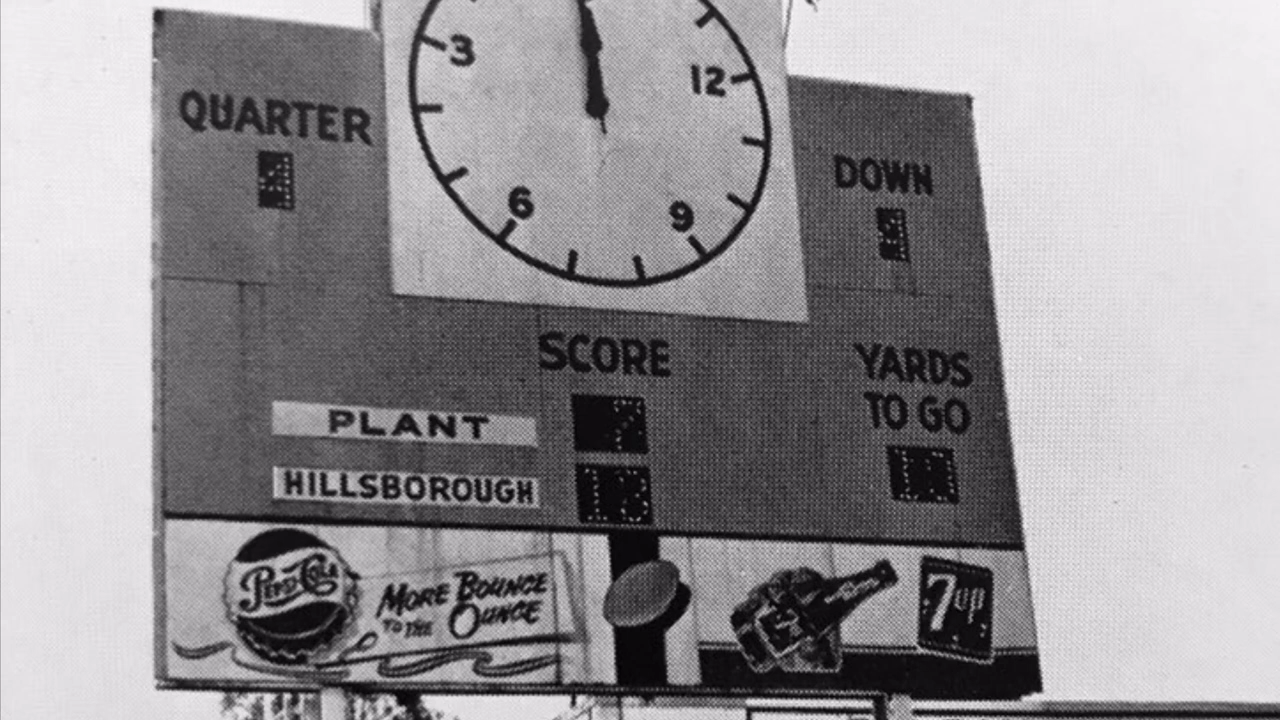 3
12
QUARTER
DOWN
6
9
SCORE
YARDS
TO GO
PLANT 7
HILLSBOROUGH 13
PEPSI-COLA
MORE BOUNCE
TO THE OUNCE
7up